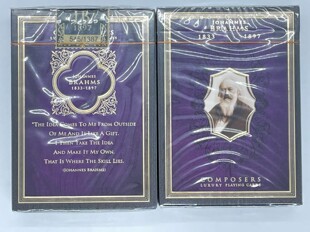 1897
JOHANNES
BRAHMS
1833-1897
"THE IDEA COMES TO ME FROM OUTSIDE
OF ME AND IS LIKE A GIFT.
I THEN TAKE THE IDEA
AND MAKE IT MY OWN.
THAT IS WHERE THE SKILL LIES.
(JOHANNES BRAHMS)
JOHANNES
BRAHMS
1833 1897
COMPOSERS
LUXURY PLAYING CARDS